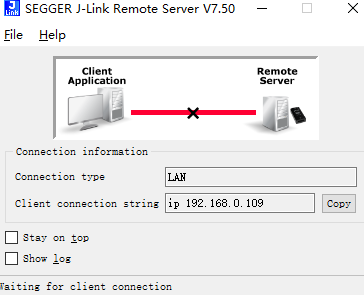 J
Link
SEGGER J-Link Remote Server V7.50
File Help
Client Application
Remote Server
Connection information
Connection type LAN
Client connection string ip 192.168.0.109 Copy
Stay on top
Show log
Waiting for client connection